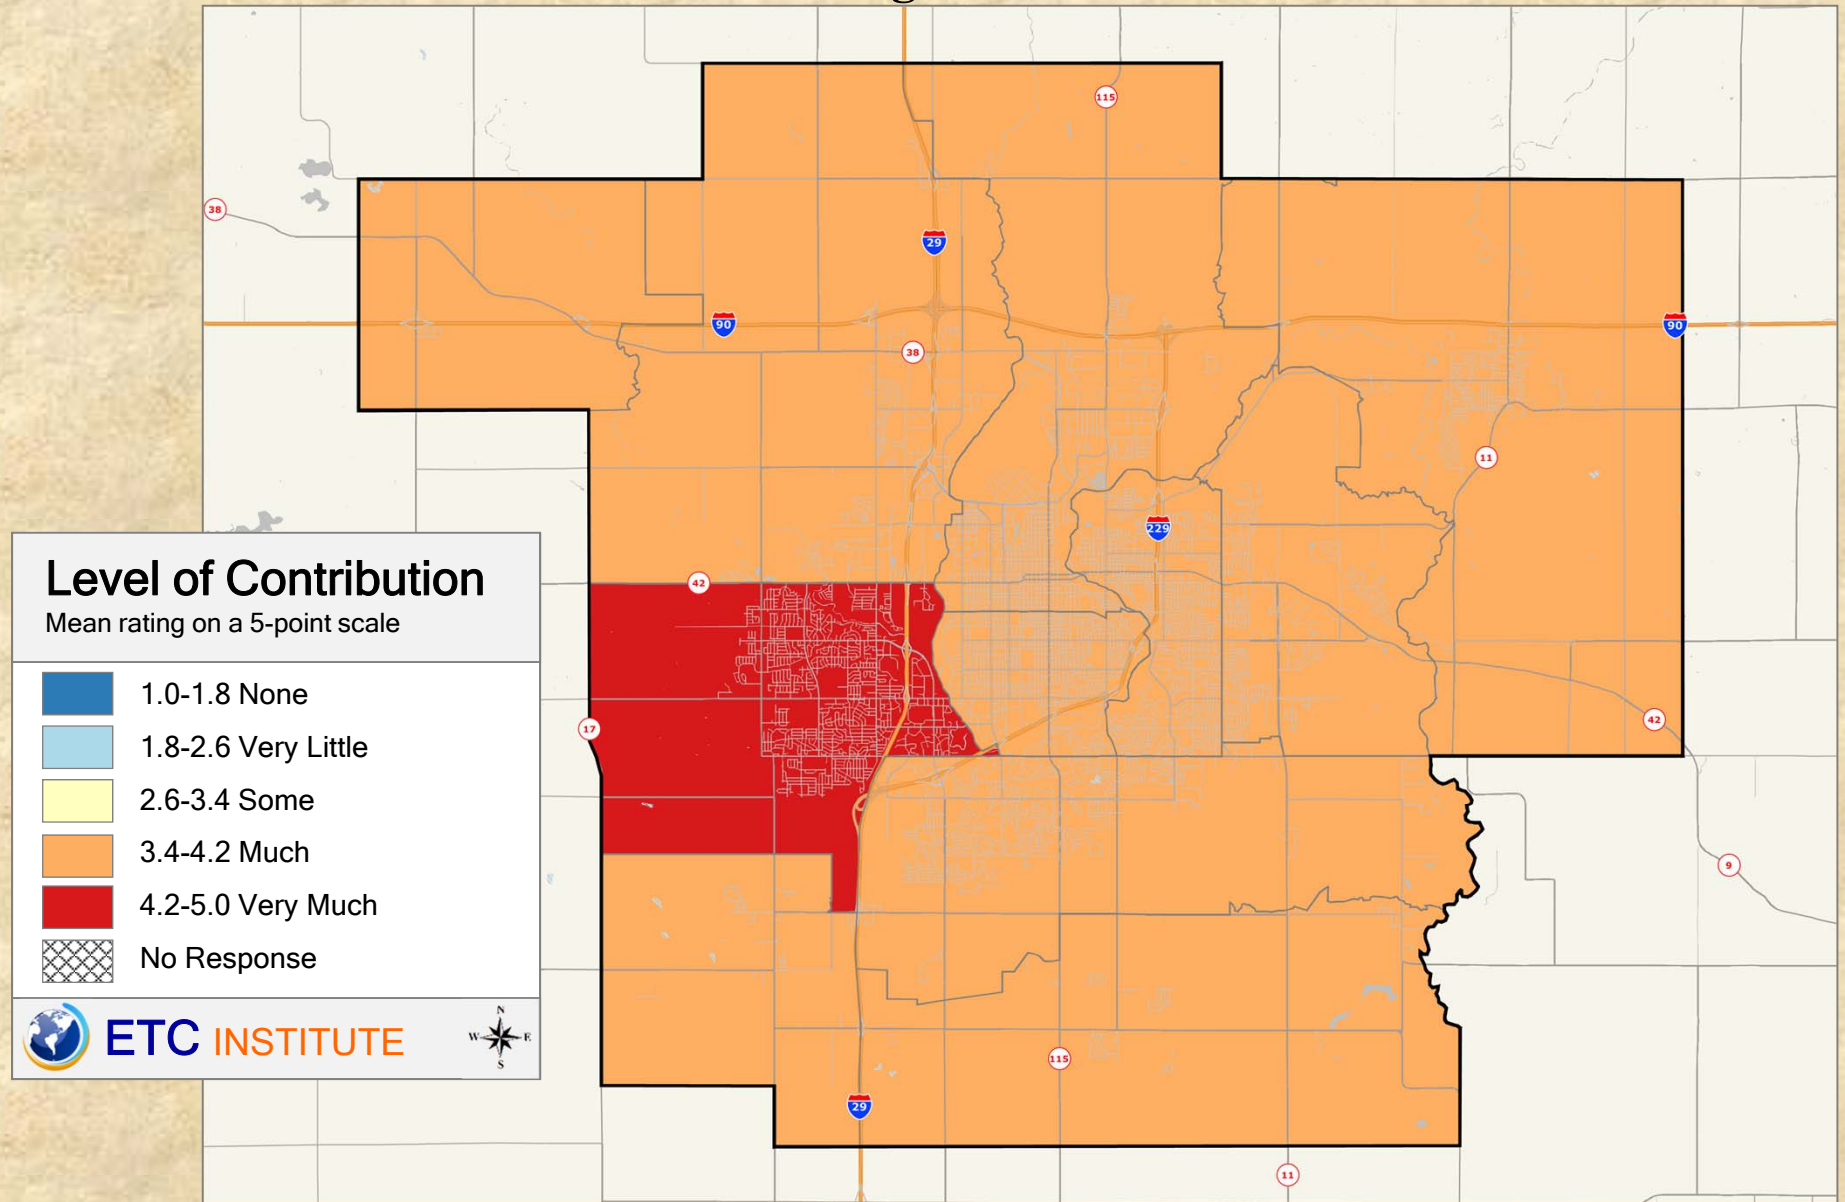 115
38
29
90
90
38
11
229
42
17
42
9
115
29
11
Level of Contribution
Mean rating on a 5-point scale
1.0-1.8 None
1.8-2.6 Very Little
2.6-3.4 Some
3.4-4.2 Much
4.2-5.0 Very Much
No Response
ETC INSTITUTE
N
W E
S